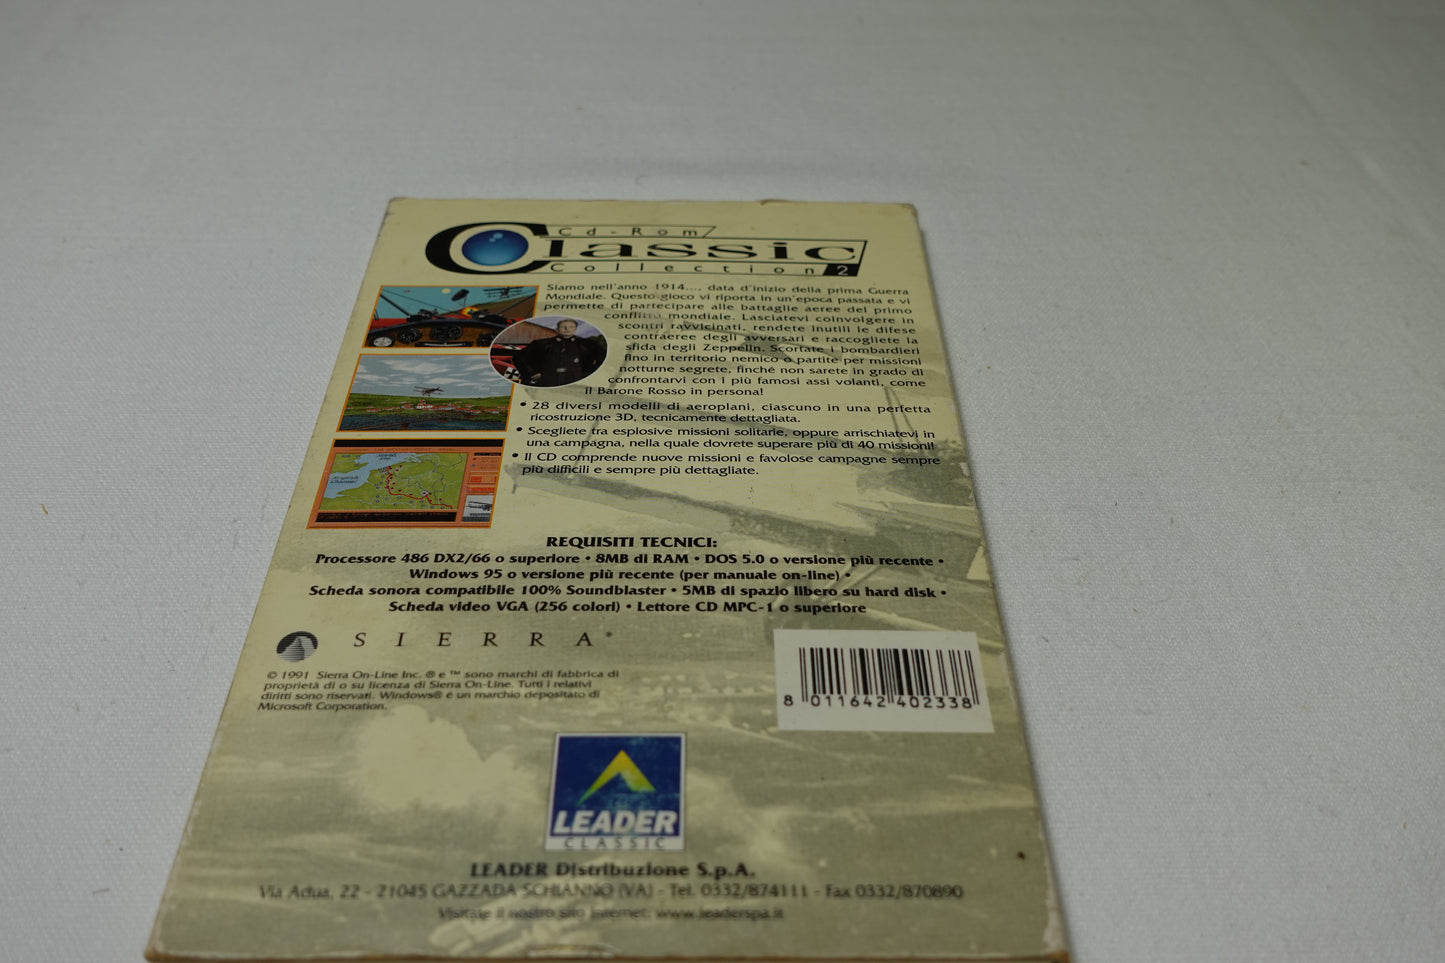 Cd-Rom
Classic
Collection 2
Siamo nell'anno 1914..., data d'inizio della prima Guerra
Mondiale. Questo gioco vi riporta in un'epoca passata e vi
permette di partecipare alle battaglie aeree del primo
conflitto mondiale. Lasciatevi coinvolgere in
scontri ravvicinati, rendete inutili le difese
contraeree degli avversari e raccogliete la
sfida degli Zeppelin. Scortate i bombardieri
fino in territorio nemico o partite per missioni
notturne segrete, finché non sarete in grado di
confrontarvi con i più famosi assi volanti, come
il Barone Rosso in persona!
• 28 diversi modelli di aeroplani, ciascuno in una perfetta
ricostruzione 3D, tecnicamente dettagliata.
• Scegliete tra esplosive missioni solitarie, oppure arrischiatevi in
una campagna, nella quale dovrete superare più di 40 missioni!
• Il CD comprende nuove missioni e favolose campagne sempre
più difficili e sempre più dettagliate.
English
Channel
REQUISITI TECNICI:
Processore 486 DX2/66 o superiore • 8MB di RAM • DOS 5.0 o versione più recente •
Windows 95 o versione più recente (per manuale on-line) •
Scheda sonora compatibile 100% Soundblaster • 5MB di spazio libero su hard disk •
Scheda video VGA (256 colori) • Lettore CD MPC-1 o superiore
SIERRA®
© 1991 Sierra On-Line Inc. ® e ™ sono marchi di fabbrica di
proprietà di o su licenza di Sierra On-Line. Tutti i relativi
diritti sono riservati. Windows® è un marchio depositato di
Microsoft Corporation.
8 011642 402338
LEADER
CLASSIC
LEADER Distribuzione S.p.A.
Via Adua, 22 - 21045 GAZZADA SCHIANNO (VA) - Tel. 0332/874111 - Fax 0332/870890
Visitate il nostro sito Internet: www.leaderspa.it